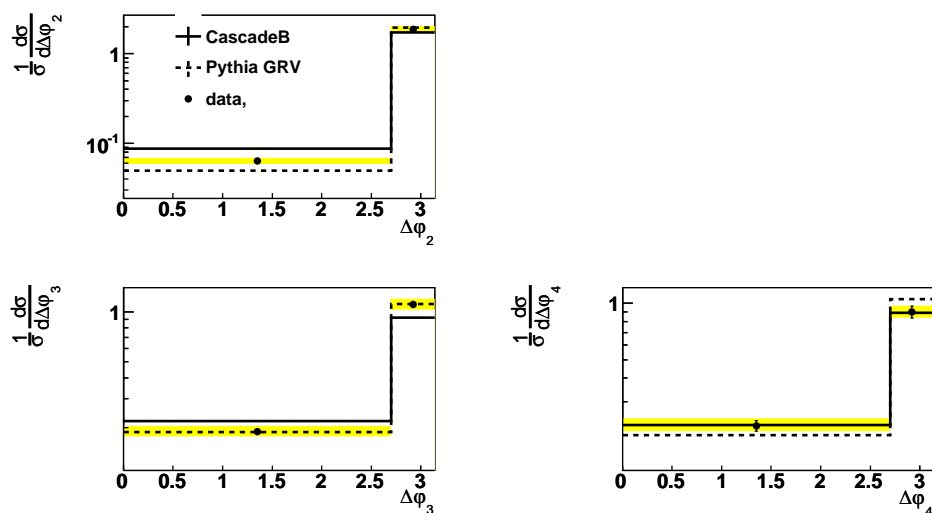 1/σ dσ/dΔφ₂
CascadeB
Pythia GRV
data,
1
10⁻¹
0 0.5 1 1.5 2 2.5 3
Δφ₂
1/σ dσ/dΔφ₃
1
0 0.5 1 1.5 2 2.5 3
Δφ₃
1/σ dσ/dΔφ₄
1
0 0.5 1 1.5 2 2.5 3
Δφ₄